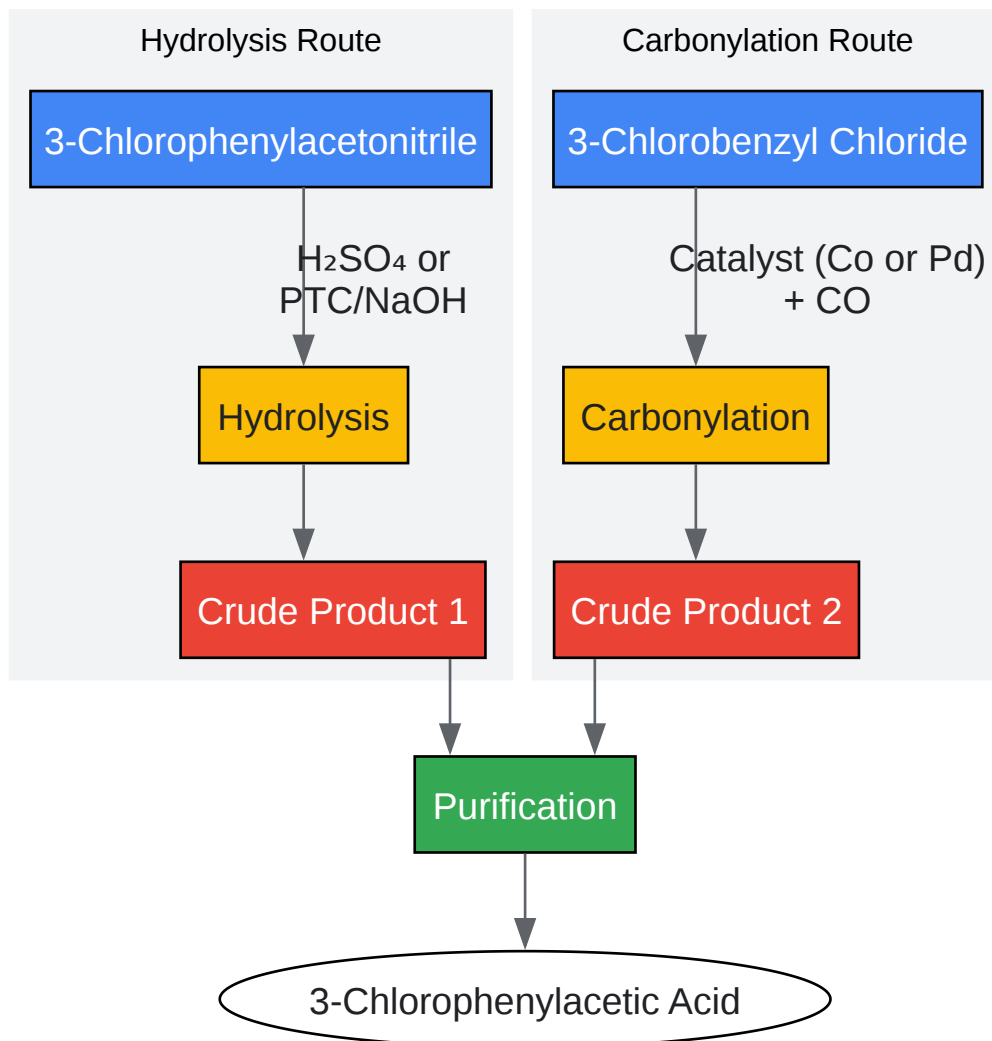 Hydrolysis Route
3-Chlorophenylacetonitrile
H₂SO₄ or
PTC/NaOH
Hydrolysis
Crude Product 1
Carbonylation Route
3-Chlorobenzyl Chloride
Catalyst (Co or Pd)
+ CO
Carbonylation
Crude Product 2
Purification
3-Chlorophenylacetic Acid